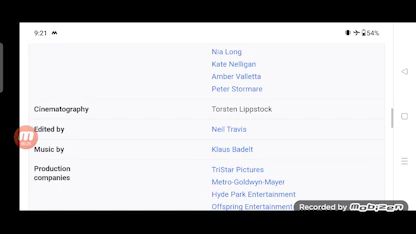 9:21
54%
Nia Long
Kate Nelligan
Amber Valletta
Peter Stormare
Cinematography Torsten Lippstock
Edited by Neil Travis
Music by Klaus Badelt
Production companies TriStar Pictures
Metro-Goldwyn-Mayer
Hyde Park Entertainment
Offspring Entertainment
Recorded by Mobizen